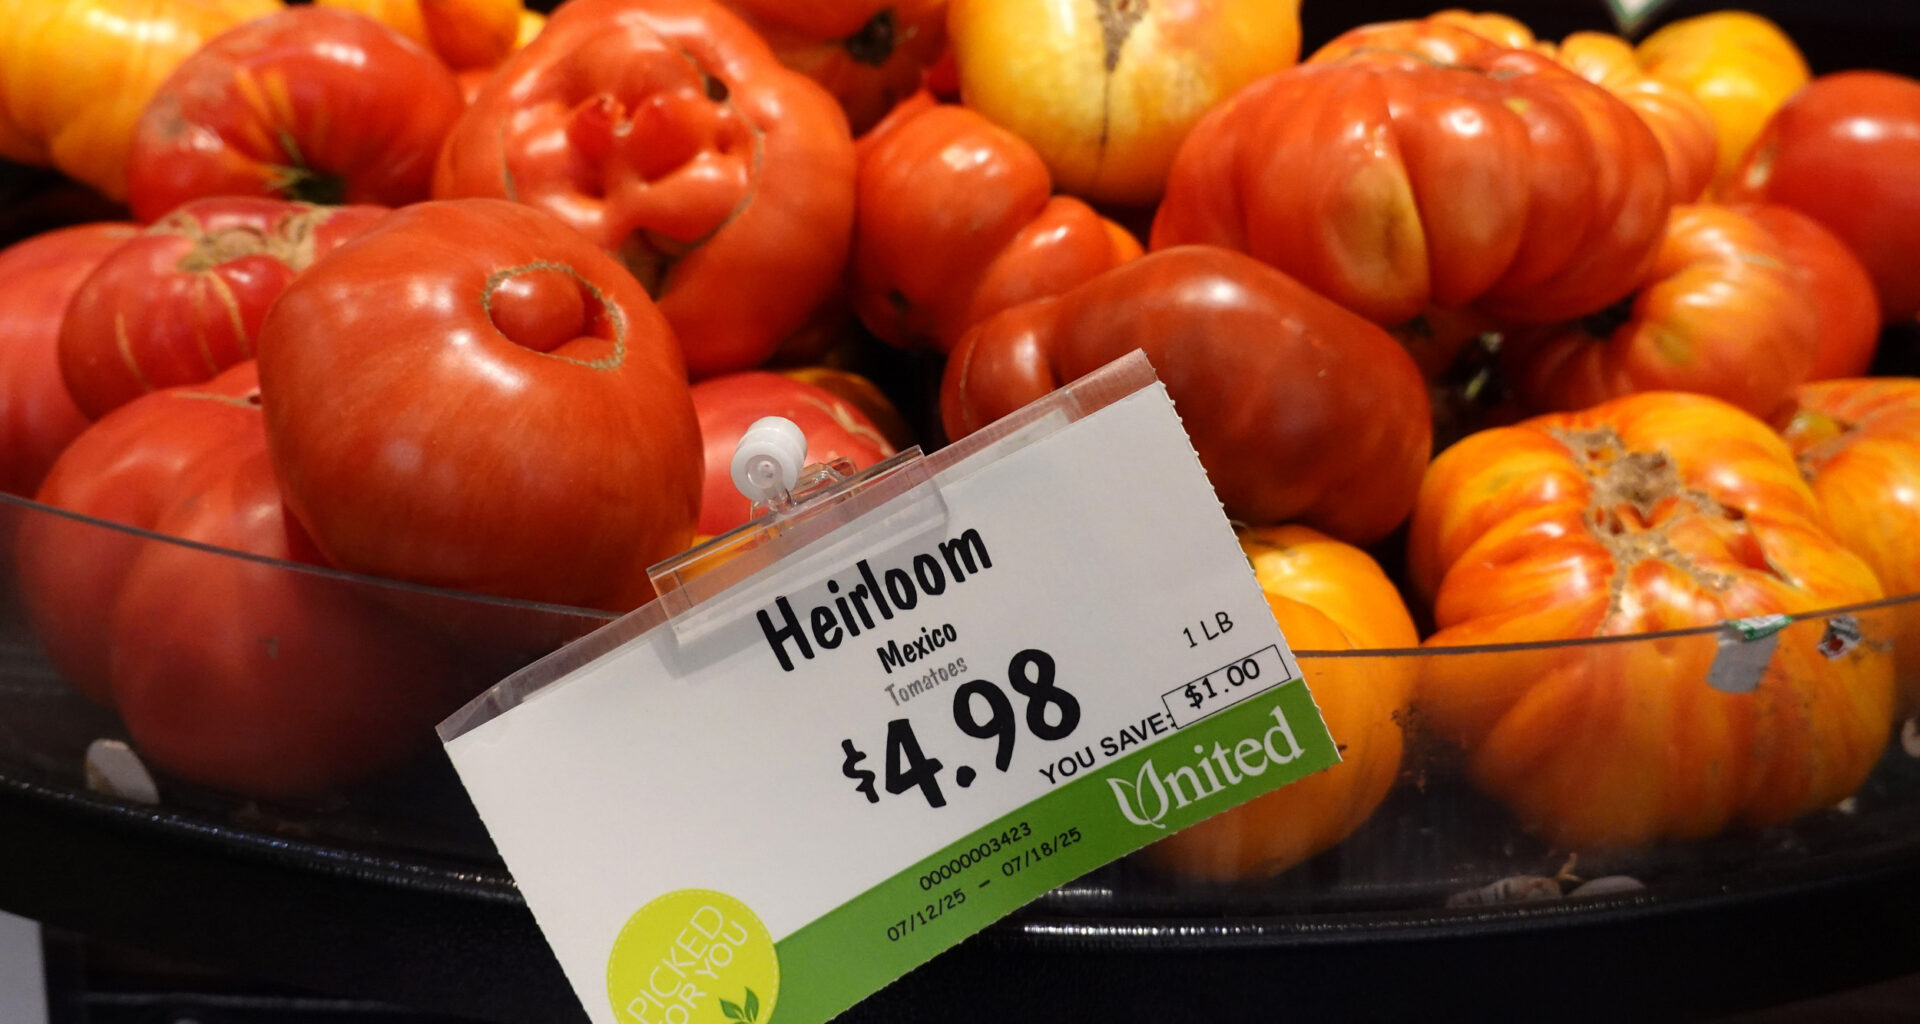 Heirloom
Mexico
Tomatoes
$4.98
1 LB
YOU SAVE: $1.00
United
0000003423
07/12/25 - 07/18/25
PICKED
FOR YOU